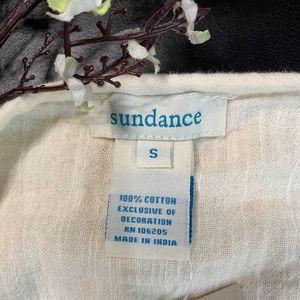 sundance
S
100% COTTON
EXCLUSIVE OF
DECORATION
RN 106205
MADE IN INDIA